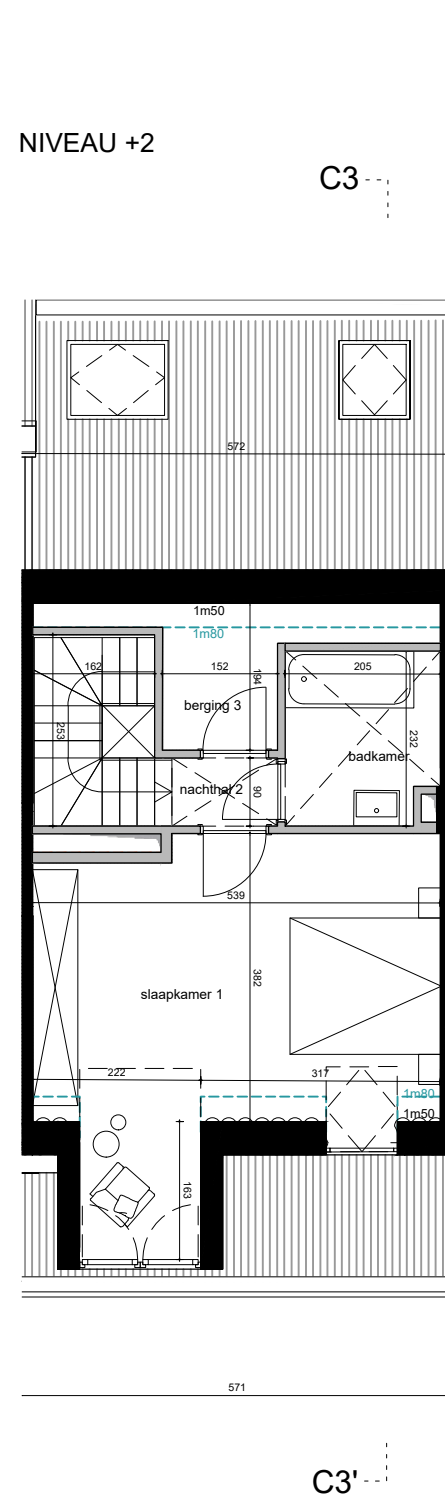 NIVEAU +2
C3
572
1m50
1m80
162
152
194
205
berging 3
253
232
badkamer
nachthal 2
90
539
382
slaapkamer 1
222
317
1m80
1m50
163
571
C3'